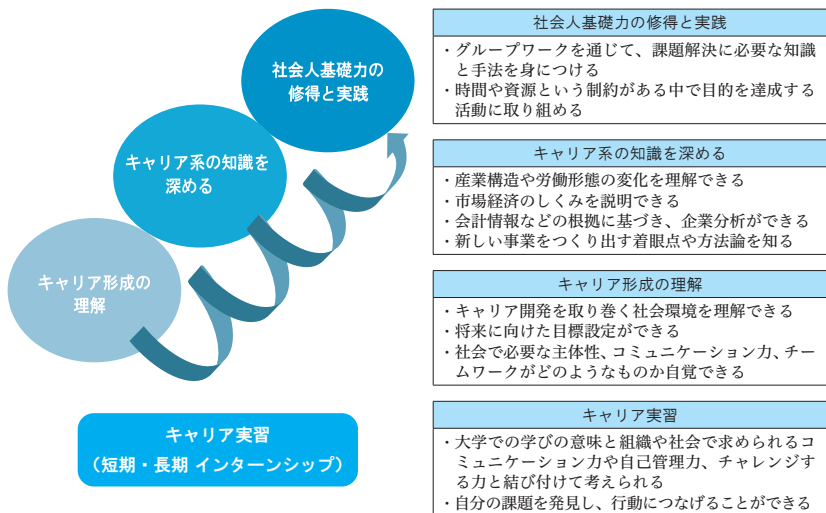 社会人基礎力の
修得と実践
キャリア系の知識を
深める
キャリア形成の
理解
キャリア実習
（短期・長期 インターンシップ）
社会人基礎力の修得と実践
・グループワークを通じて、課題解決に必要な知識
と手法を身につける
・時間や資源という制約がある中で目的を達成する
活動に取り組める
キャリア系の知識を深める
・産業構造や労働形態の変化を理解できる
・市場経済のしくみを説明できる
・会計情報などの根拠に基づき、企業分析ができる
・新しい事業をつくり出す着眼点や方法論を知る
キャリア形成の理解
・キャリア開発を取り巻く社会環境を理解できる
・将来に向けた目標設定ができる
・社会で必要な主体性、コミュニケーション力、チー
ムワークがどのようなものか自覚できる
キャリア実習
・大学での学びの意味と組織や社会で求められるコ
ミュニケーション力や自己管理力、チャレンジす
る力と結び付けて考えられる
・自分の課題を発見し、行動につなげることができる